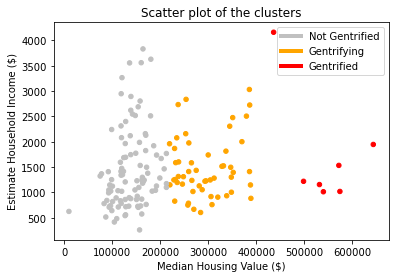 Scatter plot of the clusters
Not Gentrified
Gentrifying
Gentrified
Estimate Household Income ($)
4000
3500
3000
2500
2000
1500
1000
500
0 100000 200000 300000 400000 500000 600000
Median Housing Value ($)